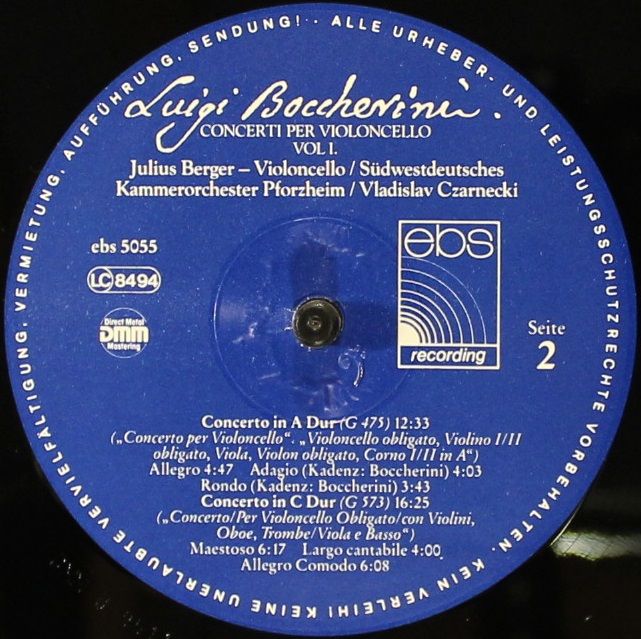 ALLE URHEBER- UND LEISTUNGSSCHUTZRECHTE VORBEHALTEN. KEIN VERLEIH! KEINE UNERLAUBTE VERVIELFÄLTIGUNG, VERMIETUNG, AUFFÜHRUNG, SENDUNG!
Luigi Boccherini.
CONCERTI PER VIOLONCELLO
VOL I.
Julius Berger – Violoncello / Südwestdeutsches
Kammerorchester Pforzheim / Vladislav Czarnecki
ebs 5055
LC 8494
Direct Metal
DMM
Mastering
ebs
recording
Seite
2
Concerto in A Dur (G 475) 12:33
(„Concerto per Violoncello“. „Violoncello obligato, Violino I/II
obligato, Viola, Violon obligato, Corno I/II in A“)
Allegro 4:47 Adagio (Kadenz: Boccherini) 4:03
Rondo (Kadenz: Boccherini) 3:43
Concerto in C Dur (G 573) 16:25
(„Concerto/Per Violoncello Obligato/con Violini,
Oboe, Trombe/Viola e Basso“)
Maestoso 6:17 Largo cantabile 4:00
Allegro Comodo 6:08